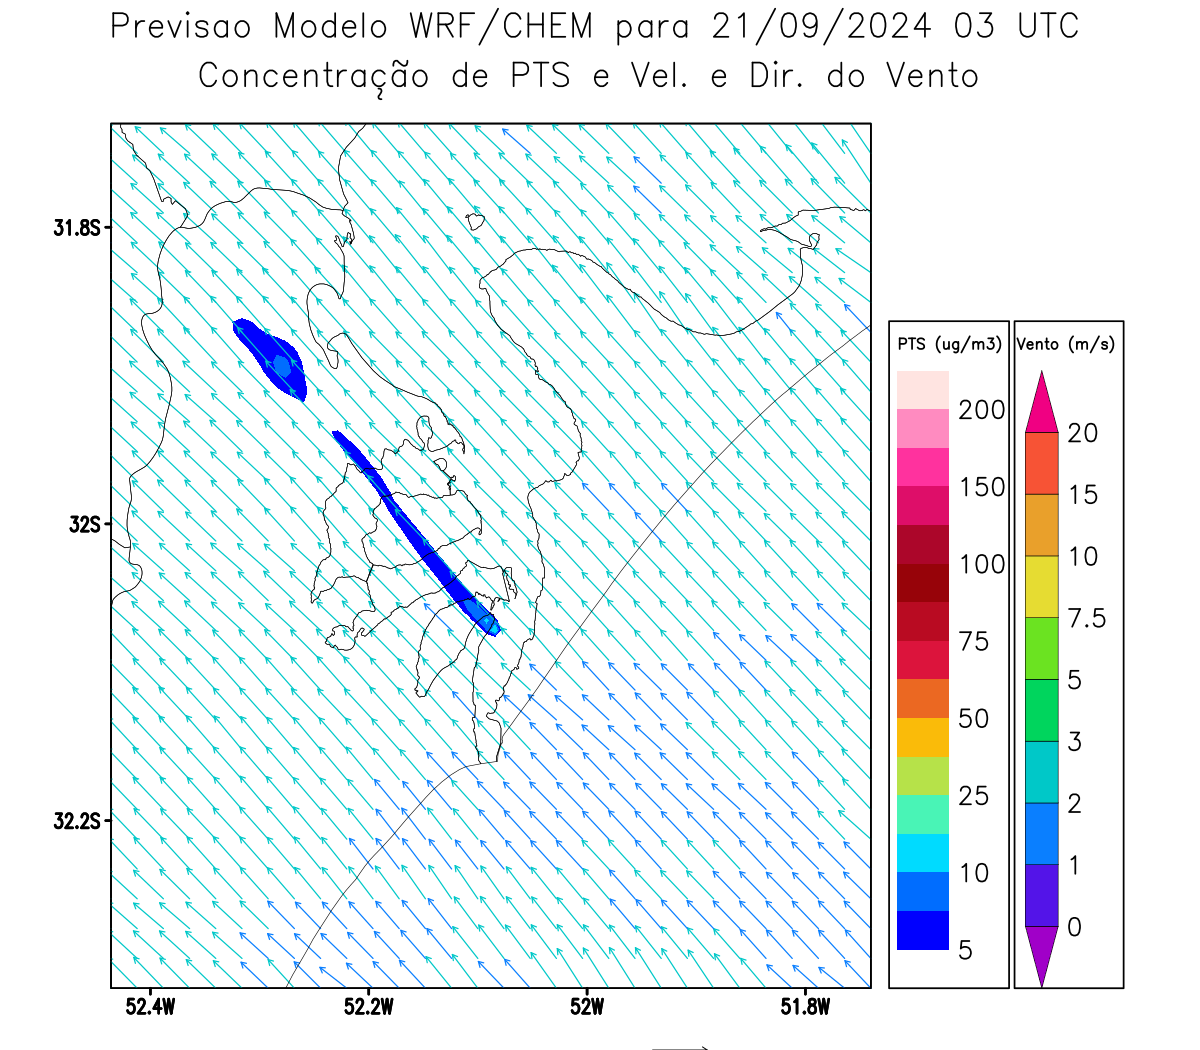 Previsao Modelo WRF/CHEM para 21/09/2024 03 UTC
Concentração de PTS e Vel. e Dir. do Vento
31.8S
32S
32.2S
52.4W 52.2W 52W 51.8W
PTS (ug/m3)
200
150
100
75
50
25
10
5
Vento (m/s)
20
15
10
7.5
5
3
2
1
0